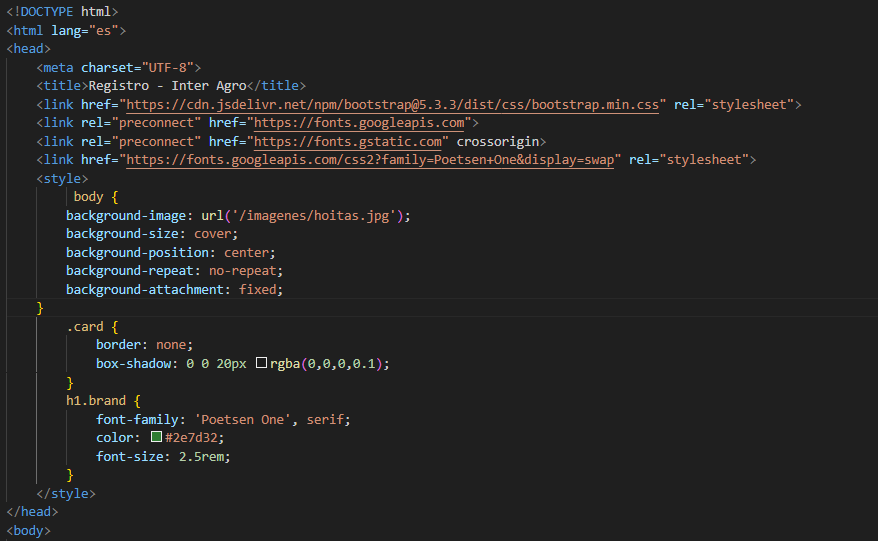 <!DOCTYPE html>
<html lang="es">
<head>
    <meta charset="UTF-8">
    <title>Registro - Inter Agro</title>
    <link href="https://cdn.jsdelivr.net/npm/bootstrap@5.3.3/dist/css/bootstrap.min.css" rel="stylesheet">
    <link rel="preconnect" href="https://fonts.googleapis.com">
    <link rel="preconnect" href="https://fonts.gstatic.com" crossorigin>
    <link href="https://fonts.googleapis.com/css2?family=Poetsen+One&display=swap" rel="stylesheet">
    <style>
         body {
        background-image: url('/imagenes/hoitas.jpg');
        background-size: cover;
        background-position: center;
        background-repeat: no-repeat;
        background-attachment: fixed;
    }
        .card {
            border: none;
            box-shadow: 0 0 20px rgba(0,0,0,0.1);
        }
        h1.brand {
            font-family: 'Poetsen One', serif;
            color: #2e7d32;
            font-size: 2.5rem;
        }
    </style>
</head>
<body>